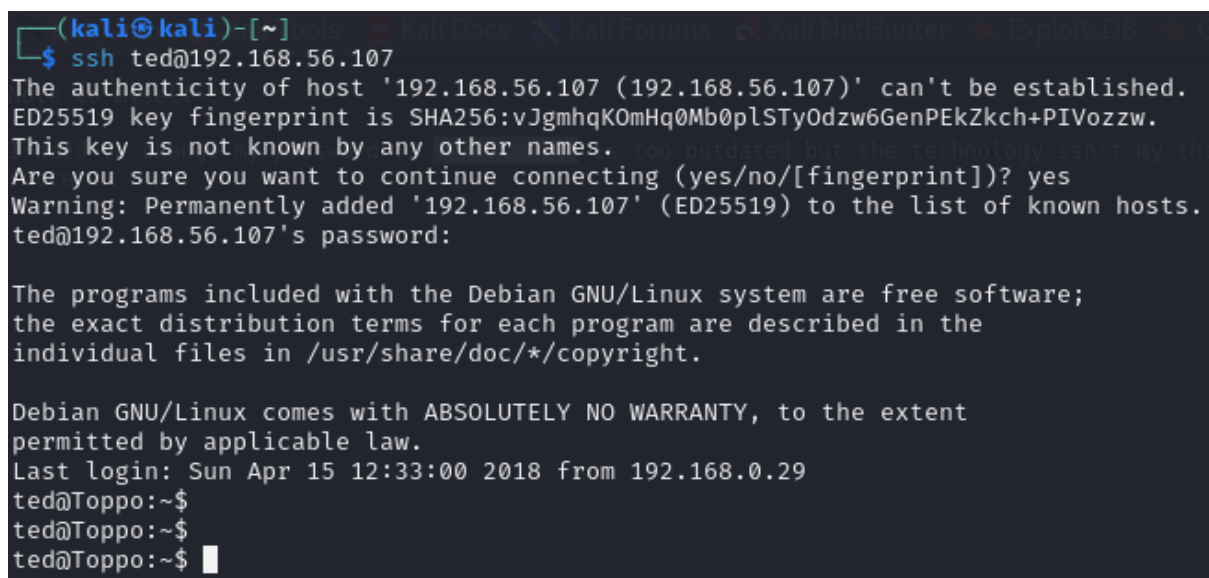 (kali㉿kali)-[~]
$ ssh ted@192.168.56.107
The authenticity of host '192.168.56.107 (192.168.56.107)' can't be established.
ED25519 key fingerprint is SHA256:vJgmhqKOmHq0Mb0plSTyOdzw6GenPEkZkch+PIVozzw.
This key is not known by any other names.
Are you sure you want to continue connecting (yes/no/[fingerprint])? yes
Warning: Permanently added '192.168.56.107' (ED25519) to the list of known hosts.
ted@192.168.56.107's password:
The programs included with the Debian GNU/Linux system are free software;
the exact distribution terms for each program are described in the
individual files in /usr/share/doc/*/copyright.
Debian GNU/Linux comes with ABSOLUTELY NO WARRANTY, to the extent
permitted by applicable law.
Last login: Sun Apr 15 12:33:00 2018 from 192.168.0.29
ted@Toppo:~$
ted@Toppo:~$
ted@Toppo:~$